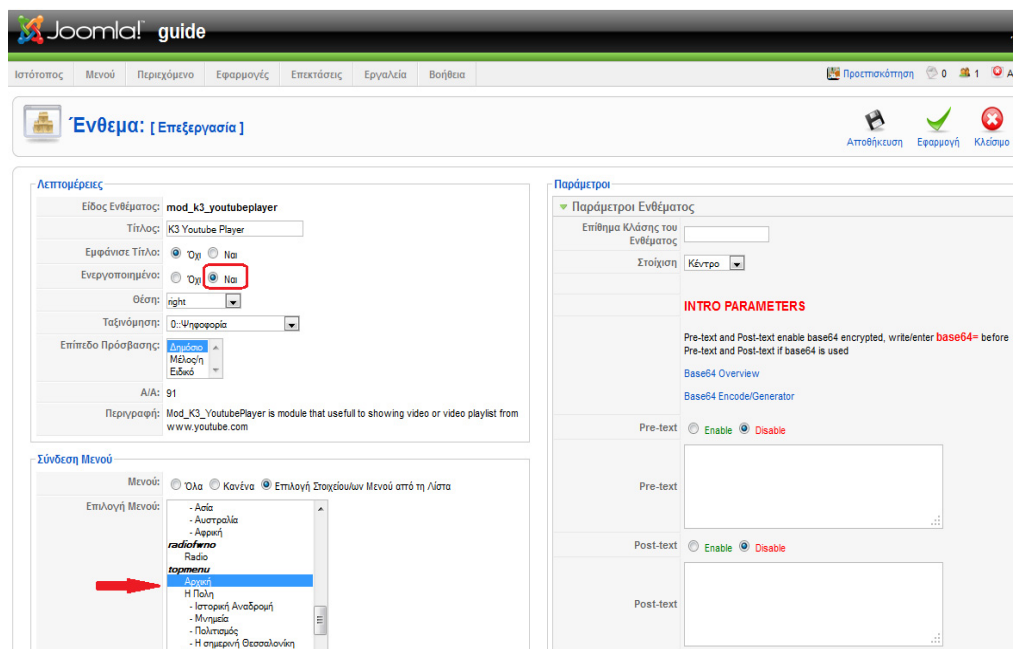 Joomla! guide
Ιστότοπος Μενού Περιεχόμενο Εφαρμογές Επεκτάσεις Εργαλεία Βοήθεια Προεπισκόπηση 0 1 Α
Ένθεμα: [ Επεξεργασία ]
Αποθήκευση Εφαρμογή Κλείσιμο
Λεπτομέρειες
Είδος Ενθέματος: mod_k3_youtubeplayer
Τίτλος: K3 Youtube Player
Εμφάνισε Τίτλο: Όχι Ναι
Ενεργοποιημένο: Όχι Ναι
Θέση: right
Ταξινόμηση: 0::Ψηφοφορία
Επίπεδο Πρόσβασης: Δημόσιο
Μέλος/η
Ειδικό
Α/Α: 91
Περιγραφή: Mod_K3_YoutubePlayer is module that usefull to showing video or video playlist from
www.youtube.com
Σύνδεση Μενού
Μενού: Όλα Κανένα Επιλογή Στοιχείου/ων Μενού από τη Λίστα
Επιλογή Μενού: - Ασία
- Αυστραλία
- Αφρική
radiofwno
Radio
topmenu
Αρχική
Η Πολη
- Ιστορική Αναδρομή
- Μνημεία
- Πολιτισμός
- Η σημερινή Θεσσαλονίκη
Παράμετροι
Παράμετροι Ενθέματος
Επίθημα Κλάσης του
Ενθέματος
Στοίχιση Κέντρο
INTRO PARAMETERS
Pre-text and Post-text enable base64 encrypted, write/enter base64= before
Pre-text and Post-text if base64 is used
Base64 Overview
Base64 Encode/Generator
Pre-text Enable Disable
Pre-text
Post-text Enable Disable
Post-text